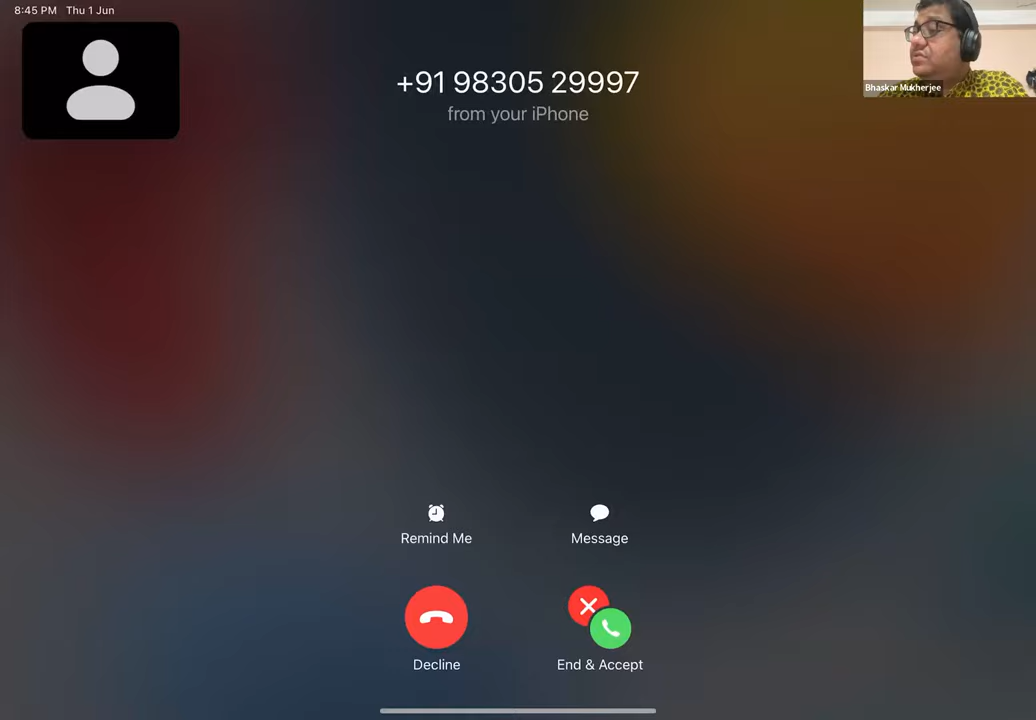 8:45 PM Thu 1 Jun
+91 98305 29997
from your iPhone
Bhaskar Mukherjee
Remind Me
Message
Decline
End & Accept